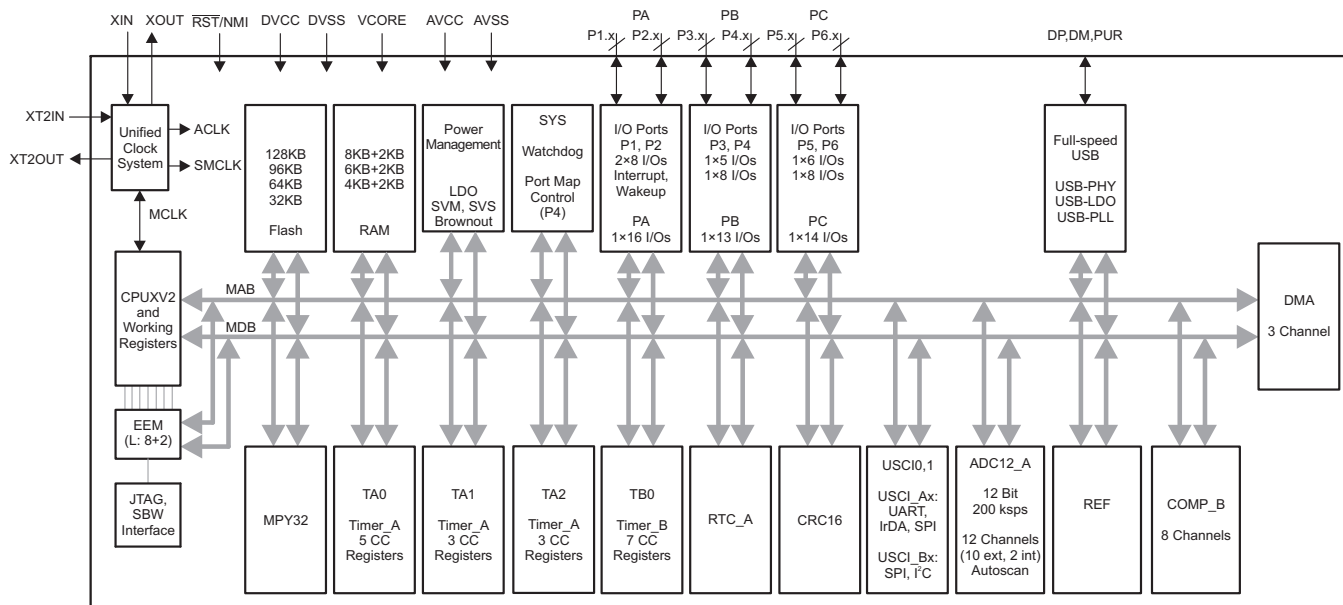 XIN
XOUT
RST/NMI
DVCC
DVSS
VCORE
AVCC
AVSS
PA
P1.x
P2.x
PB
P3.x
P4.x
PC
P5.x
P6.x
DP,DM,PUR
XT2IN
XT2OUT
Unified
Clock
System
ACLK
SMCLK
MCLK
128KB
96KB
64KB
32KB
Flash
8KB+2KB
6KB+2KB
4KB+2KB
RAM
Power
Management
LDO
SVM, SVS
Brownout
SYS
Watchdog
Port Map
Control
(P4)
I/O Ports
P1, P2
2×8 I/Os
Interrupt,
Wakeup
PA
1×16 I/Os
I/O Ports
P3, P4
1×5 I/Os
1×8 I/Os
PB
1×13 I/Os
I/O Ports
P5, P6
1×6 I/Os
1×8 I/Os
PC
1×14 I/Os
Full-speed
USB
USB-PHY
USB-LDO
USB-PLL
CPUXV2
and
Working
Registers
MAB
MDB
DMA
3 Channel
EEM
(L: 8+2)
JTAG,
SBW
Interface
MPY32
TA0
Timer_A
5 CC
Registers
TA1
Timer_A
3 CC
Registers
TA2
Timer_A
3 CC
Registers
TB0
Timer_B
7 CC
Registers
RTC_A
CRC16
USCI0,1
USCI_Ax:
UART,
IrDA, SPI
USCI_Bx:
SPI, I²C
ADC12_A
12 Bit
200 ksps
12 Channels
(10 ext, 2 int)
Autoscan
REF
COMP_B
8 Channels